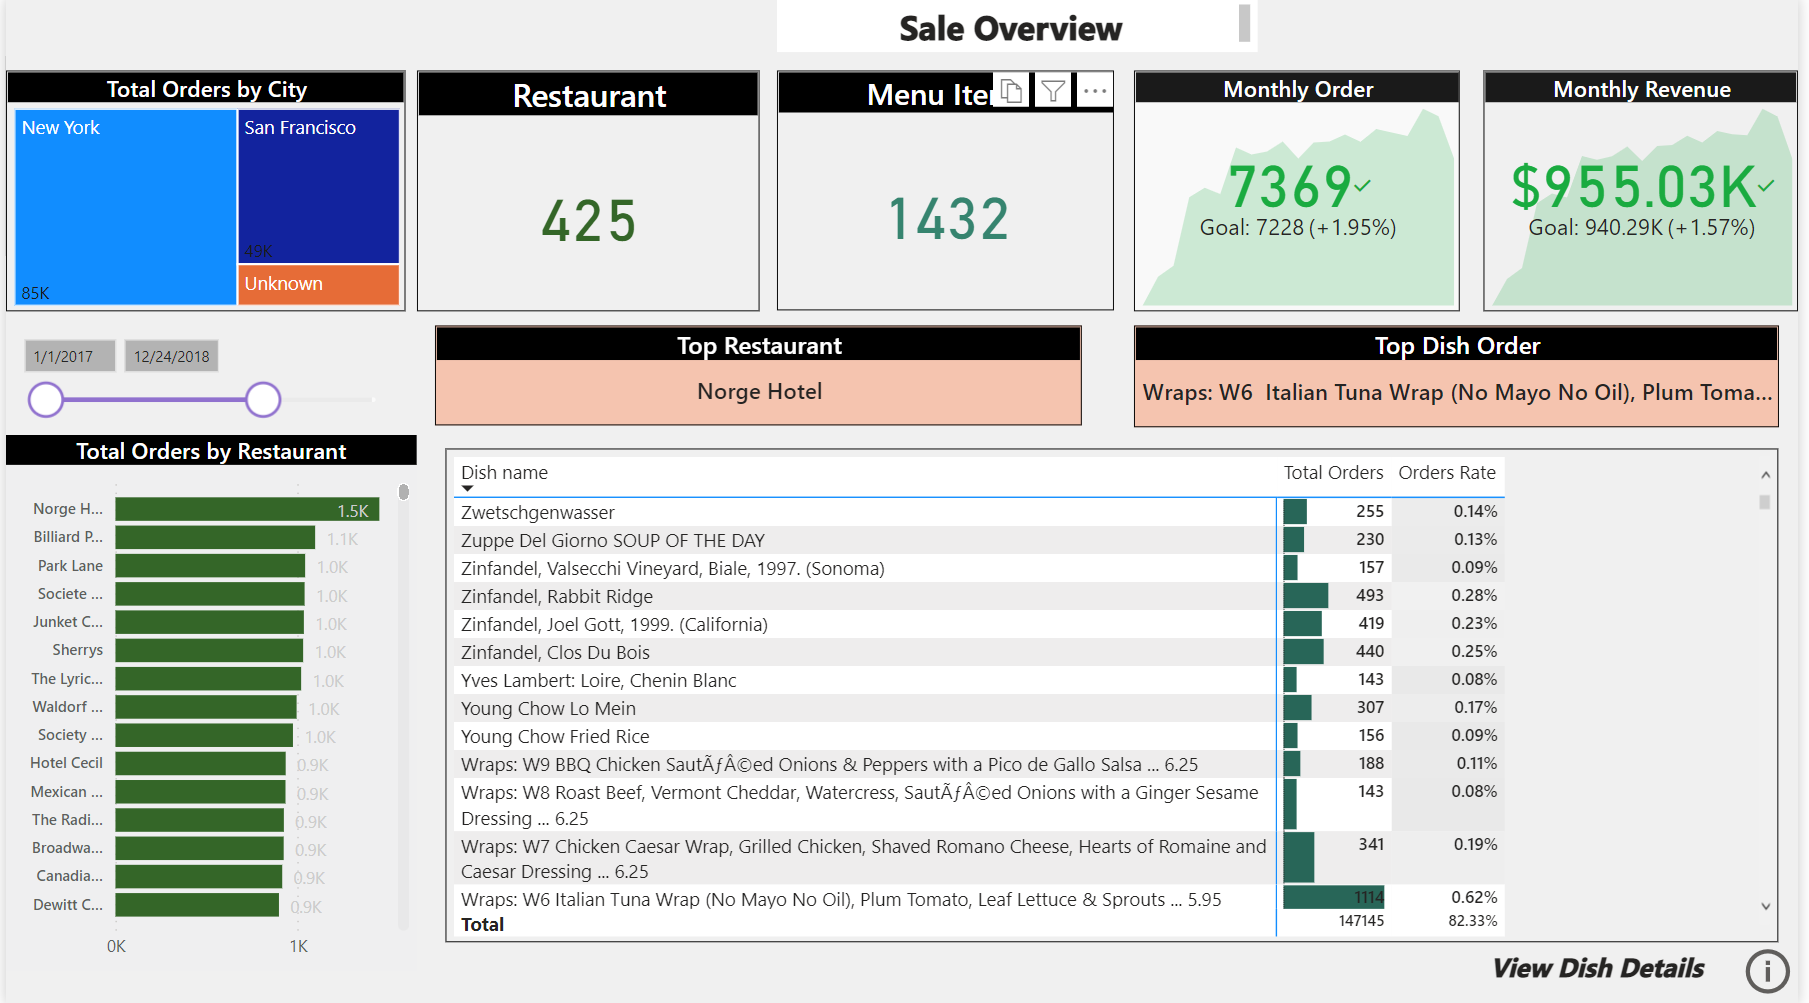 Sale Overview
Total Orders by City
New York
85K
San Francisco
49K
Unknown
Restaurant
425
Menu Iten
1432
Monthly Order
7369
Goal: 7228 (+1.95%)
Monthly Revenue
$955.03K
Goal: 940.29K (+1.57%)
1/1/2017 12/24/2018
Top Restaurant
Norge Hotel
Top Dish Order
Wraps: W6 Italian Tuna Wrap (No Mayo No Oil), Plum Toma...
Total Orders by Restaurant
Norge H... 1.5K
Billiard P... 1.1K
Park Lane 1.0K
Societe ... 1.0K
Junket C... 1.0K
Sherrys 1.0K
The Lyric... 1.0K
Waldorf ... 1.0K
Society ... 1.0K
Hotel Cecil 0.9K
Mexican ... 0.9K
The Radi... 0.9K
Broadwa... 0.9K
Canadia... 0.9K
Dewitt C... 0.9K
0K 1K
Dish name Total Orders Orders Rate
Zwetschgenwasser 255 0.14%
Zuppe Del Giorno SOUP OF THE DAY 230 0.13%
Zinfandel, Valsecchi Vineyard, Biale, 1997. (Sonoma) 157 0.09%
Zinfandel, Rabbit Ridge 493 0.28%
Zinfandel, Joel Gott, 1999. (California) 419 0.23%
Zinfandel, Clos Du Bois 440 0.25%
Yves Lambert: Loire, Chenin Blanc 143 0.08%
Young Chow Lo Mein 307 0.17%
Young Chow Fried Rice 156 0.09%
Wraps: W9 BBQ Chicken SautÃƒÂ©ed Onions & Peppers with a Pico de Gallo Salsa ... 6.25 188 0.11%
Wraps: W8 Roast Beef, Vermont Cheddar, Watercress, SautÃƒÂ©ed Onions with a Ginger Sesame 143 0.08%
Dressing ... 6.25
Wraps: W7 Chicken Caesar Wrap, Grilled Chicken, Shaved Romano Cheese, Hearts of Romaine and 341 0.19%
Caesar Dressing ... 6.25
Wraps: W6 Italian Tuna Wrap (No Mayo No Oil), Plum Tomato, Leaf Lettuce & Sprouts ... 5.95 1114 0.62%
Total 147145 82.33%
View Dish Details